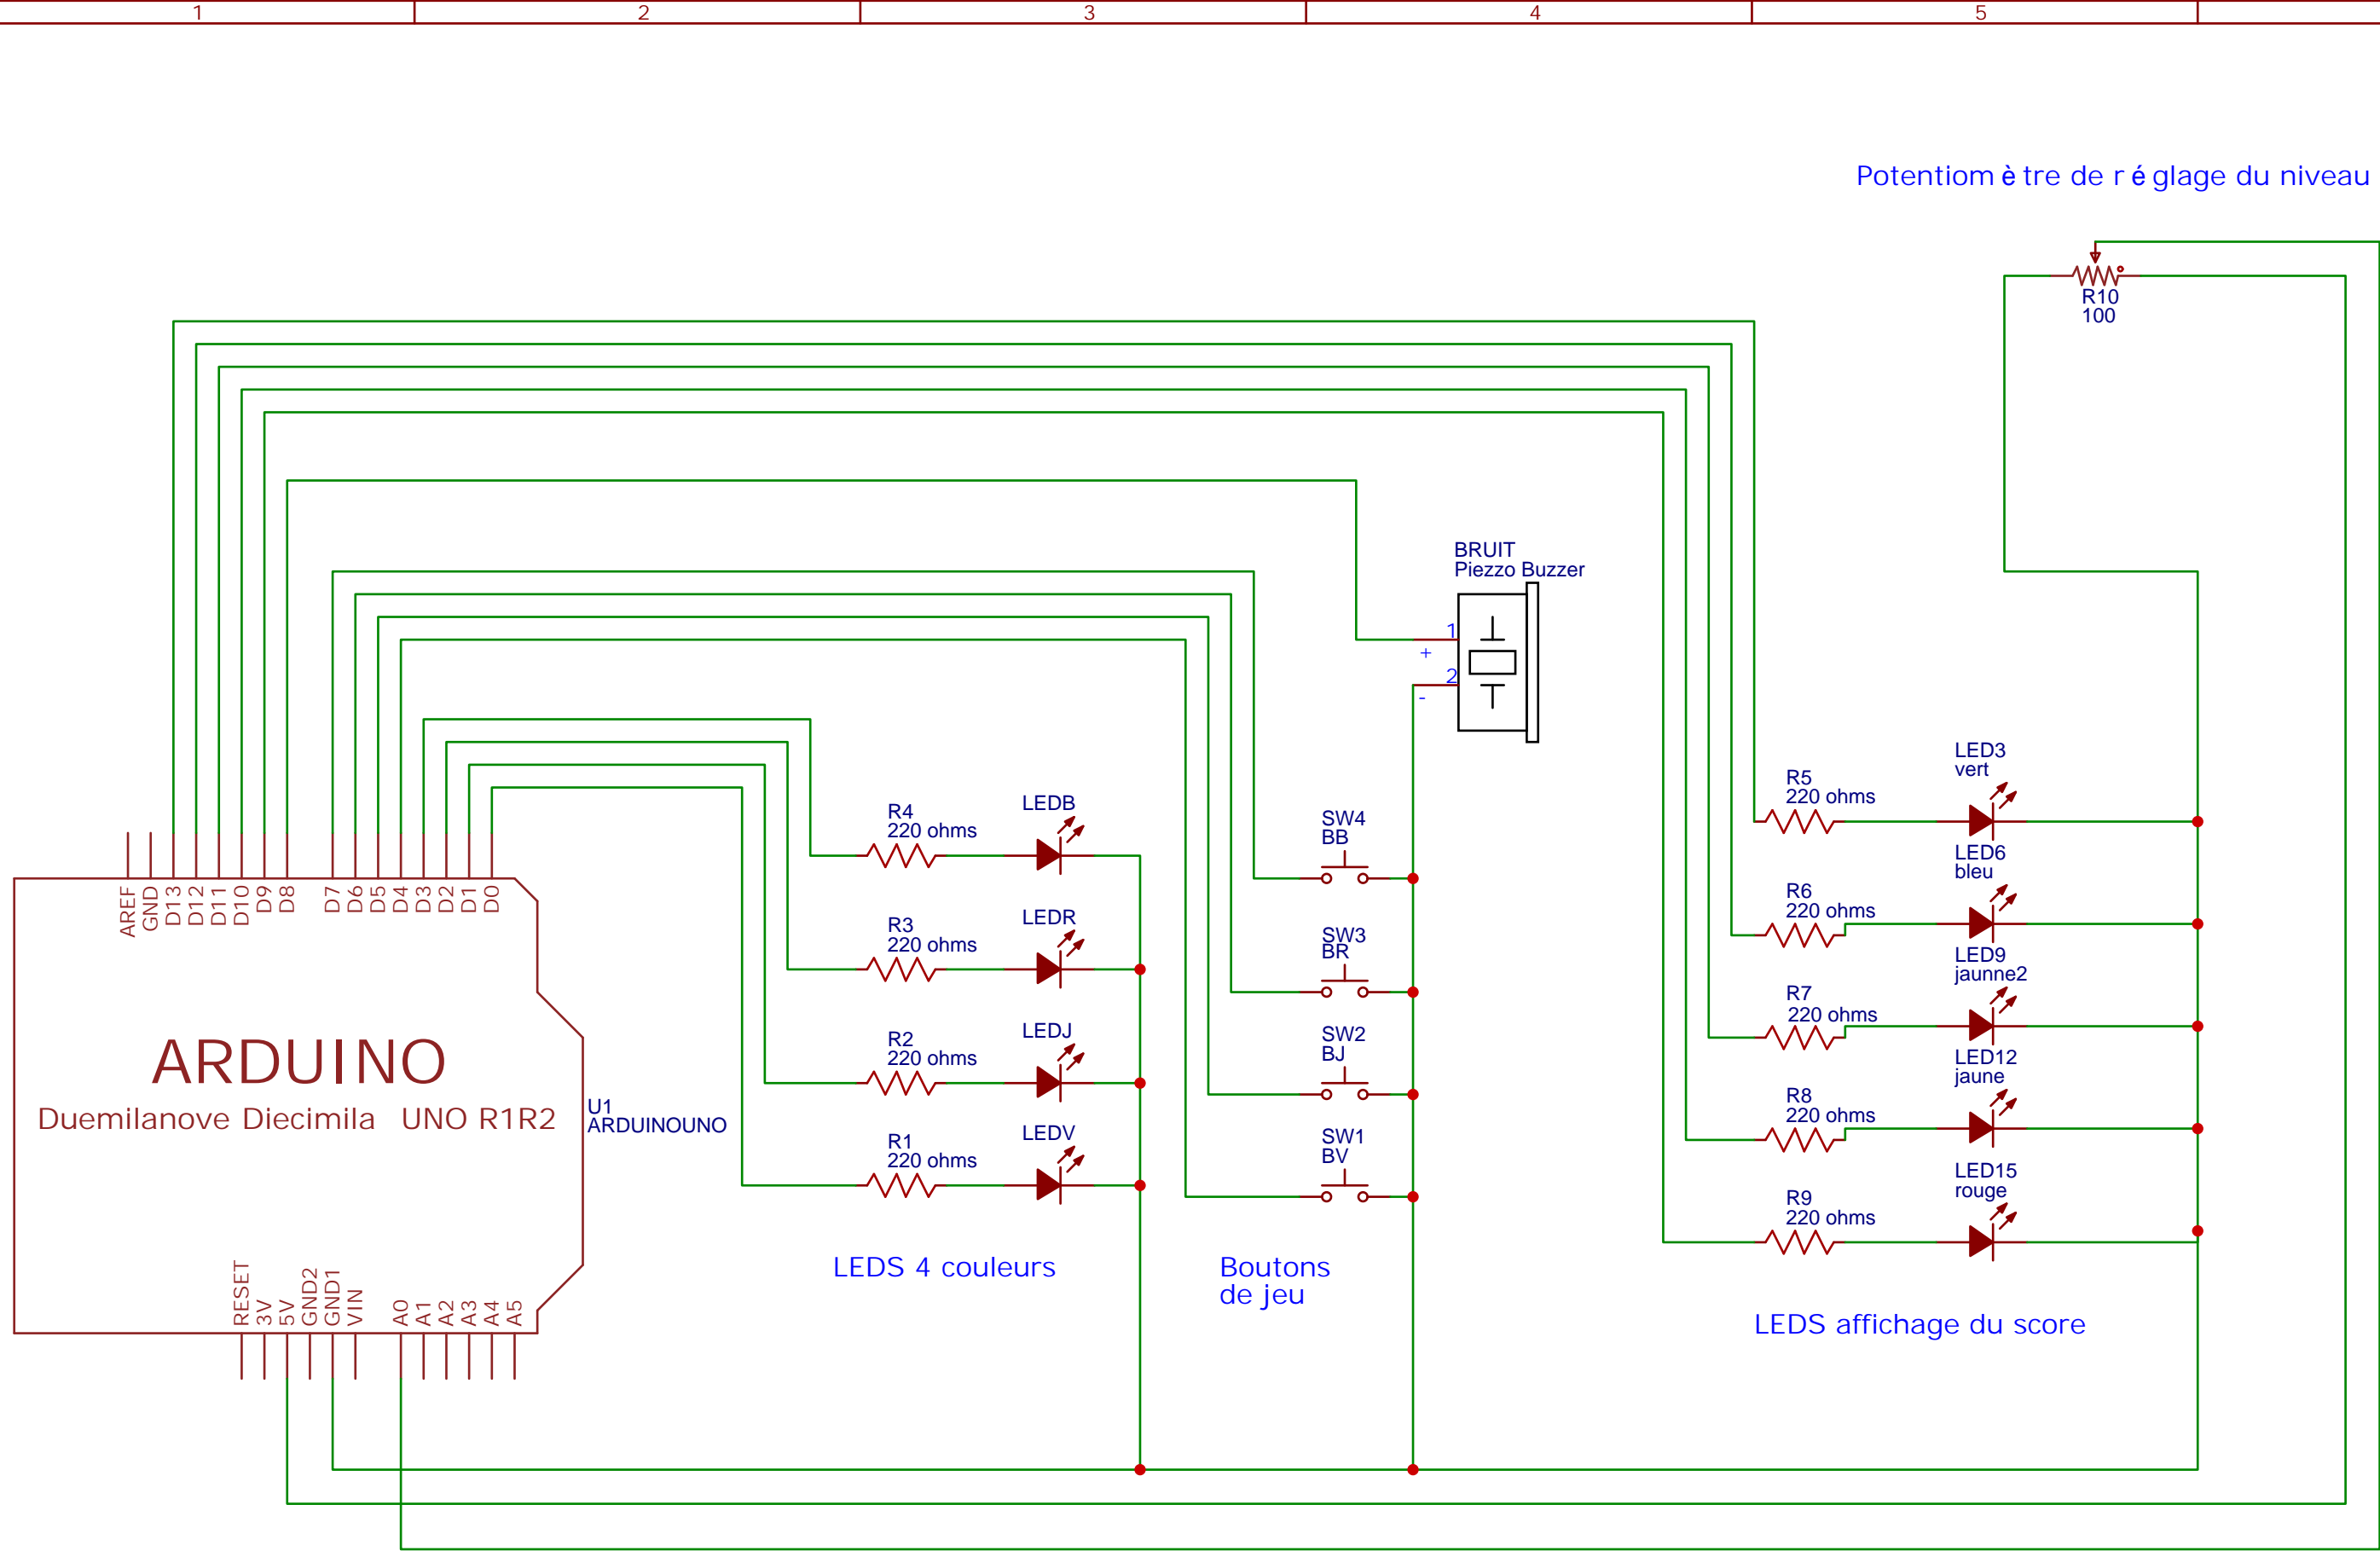 1
2
3
4
5
Potentiomètre de réglage du niveau
R10
100
BRUIT
Piezzo Buzzer
1
+
2
-
LED3
vert
R5
220 ohms
LEDB
R4
220 ohms
SW4
BB
LED6
bleu
R6
220 ohms
AREF
GND
D13
D12
D11
D10
D9
D8
D7
D6
D5
D4
D3
D2
D1
D0
LEDR
R3
220 ohms
SW3
BR
LED9
jaunne2
R7
220 ohms
ARDUINO
Duemilanove Diecimila UNO R1R2
U1
ARDUINOUNO
LEDJ
R2
220 ohms
SW2
BJ
LED12
jaune
R8
220 ohms
LEDV
R1
220 ohms
SW1
BV
LED15
rouge
R9
220 ohms
LEDS 4 couleurs
Boutons
de jeu
LEDS affichage du score
RESET
3V
5V
GND2
GND1
VIN
A0
A1
A2
A3
A4
A5